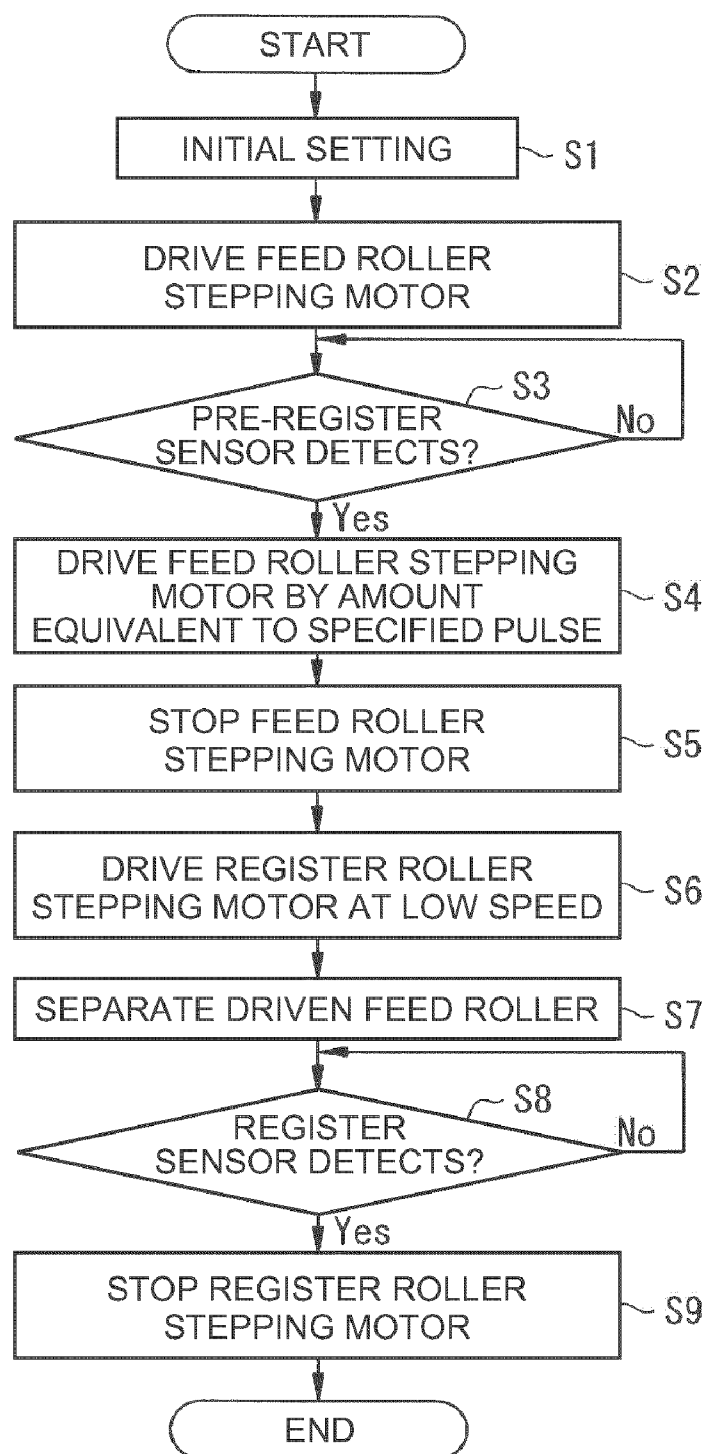 START
INITIAL SETTING
S1
DRIVE FEED ROLLER
STEPPING MOTOR
S2
S3
PRE-REGISTER
SENSOR DETECTS?
No
Yes
DRIVE FEED ROLLER STEPPING
MOTOR BY AMOUNT
EQUIVALENT TO SPECIFIED PULSE
S4
STOP FEED ROLLER
STEPPING MOTOR
S5
DRIVE REGISTER ROLLER
STEPPING MOTOR AT LOW SPEED
S6
SEPARATE DRIVEN FEED ROLLER
S7
S8
REGISTER
SENSOR DETECTS?
No
Yes
STOP REGISTER ROLLER
STEPPING MOTOR
S9
END